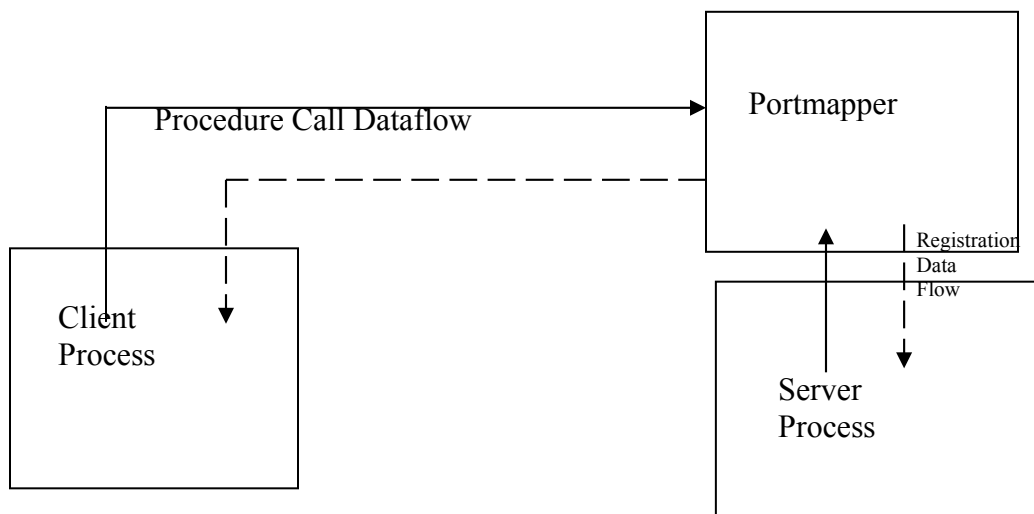 Procedure Call Dataflow
Portmapper
Registration
Data
Flow
Client
Process
Server
Process